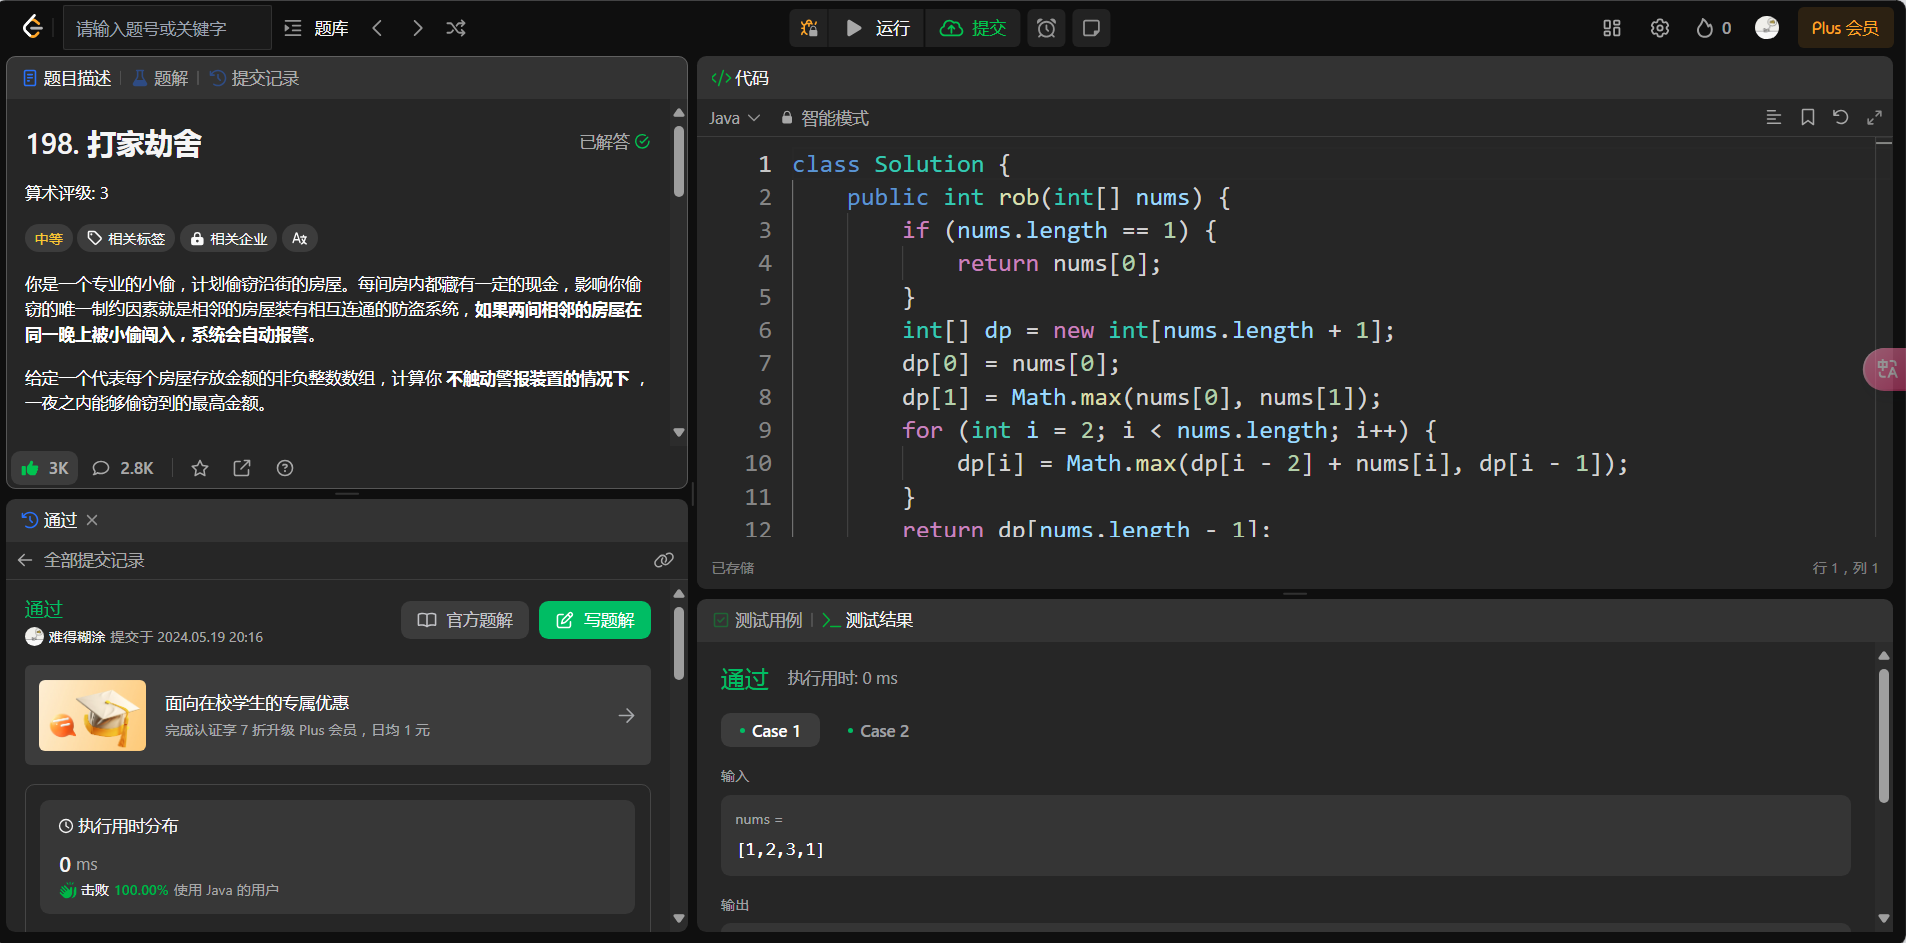 请输入题号或关键字
题库
运行
提交
0
Plus 会员
题目描述
题解
提交记录
198. 打家劫舍
已解答
算术评级: 3
中等
相关标签
相关企业
你是一个专业的小偷，计划偷窃沿街的房屋。每间房内都藏有一定的现金，影响你偷
窃的唯一制约因素就是相邻的房屋装有相互连通的防盗系统，如果两间相邻的房屋在
同一晚上被小偷闯入，系统会自动报警。
给定一个代表每个房屋存放金额的非负整数数组，计算你 不触动警报装置的情况下 ，
一夜之内能够偷窃到的最高金额。
3K
2.8K
通过
全部提交记录
通过
难得糊涂 提交于 2024.05.19 20:16
官方题解
写题解
面向在校学生的专属优惠
完成认证享 7 折升级 Plus 会员，日均 1 元
执行用时分布
0 ms
击败 100.00% 使用 Java 的用户
</> 代码
Java
智能模式
1 class Solution {
2 public int rob(int[] nums) {
3 if (nums.length == 1) {
4 return nums[0];
5 }
6 int[] dp = new int[nums.length + 1];
7 dp[0] = nums[0];
8 dp[1] = Math.max(nums[0], nums[1]);
9 for (int i = 2; i < nums.length; i++) {
10 dp[i] = Math.max(dp[i - 2] + nums[i], dp[i - 1]);
11 }
12 return dp[nums.length - 1];
已存储
行 1，列 1
测试用例
测试结果
通过
执行用时: 0 ms
Case 1
Case 2
输入
nums =
[1,2,3,1]
输出